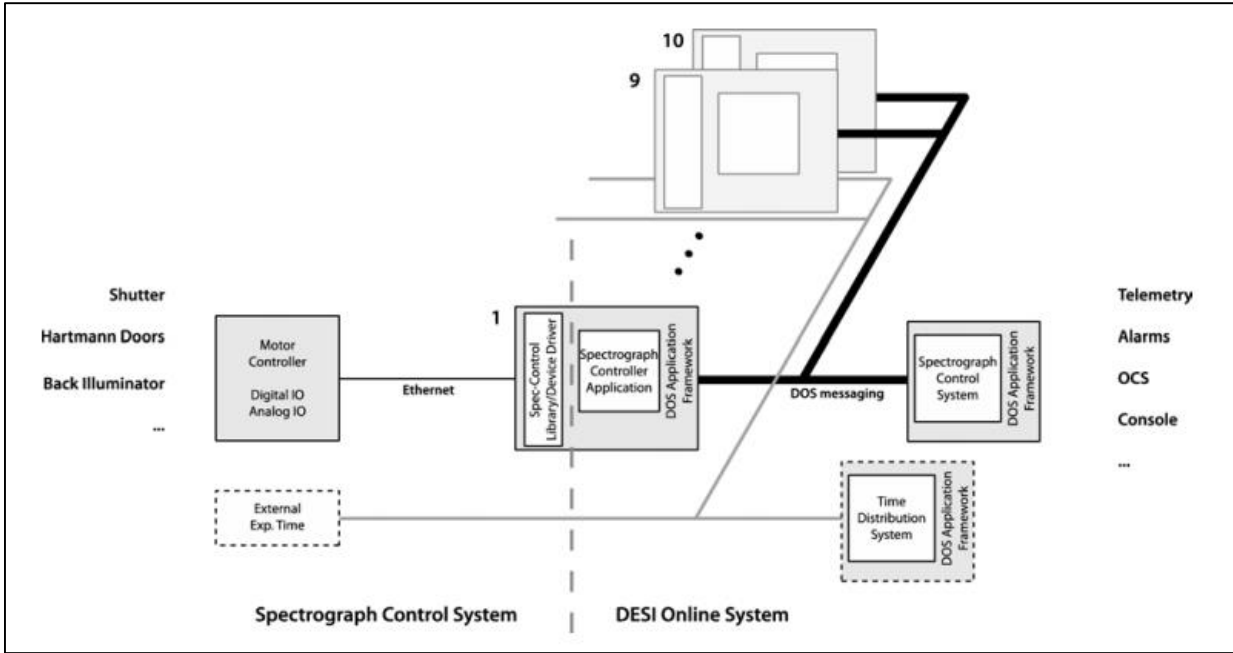 10
9
Shutter
Hartmann Doors
Back Illuminator
...
Motor
Controller
Digital IO
Analog IO
Ethernet
1
Spec-Control
Library/Device Driver
Spectrograph
Controller
Application
DOS Application
Framework
DOS messaging
Spectrograph
Control
System
DOS Application
Framework
Telemetry
Alarms
OCS
Console
...
External
Exp. Time
Time
Distribution
System
DOS Application
Framework
Spectrograph Control System
DESI Online System